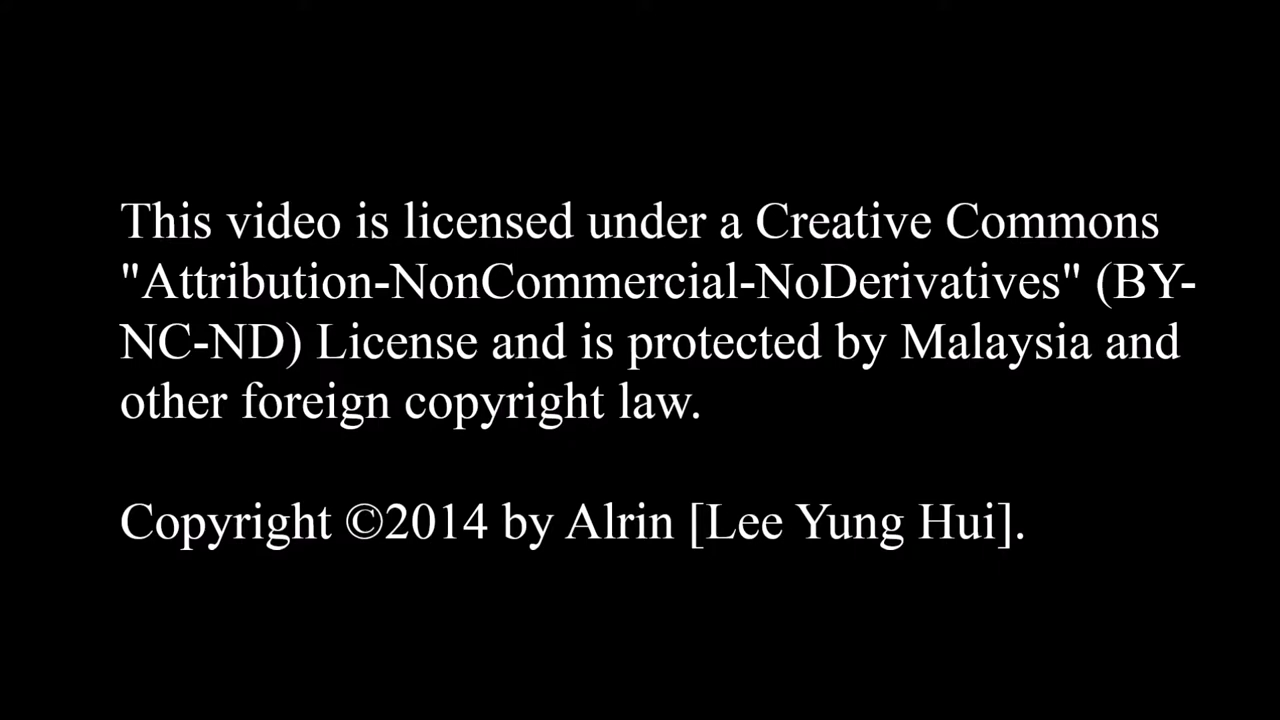 This video is licensed under a Creative Commons
"Attribution-NonCommercial-NoDerivatives" (BY-
NC-ND) License and is protected by Malaysia and
other foreign copyright law.
Copyright ©2014 by Alrin [Lee Yung Hui].